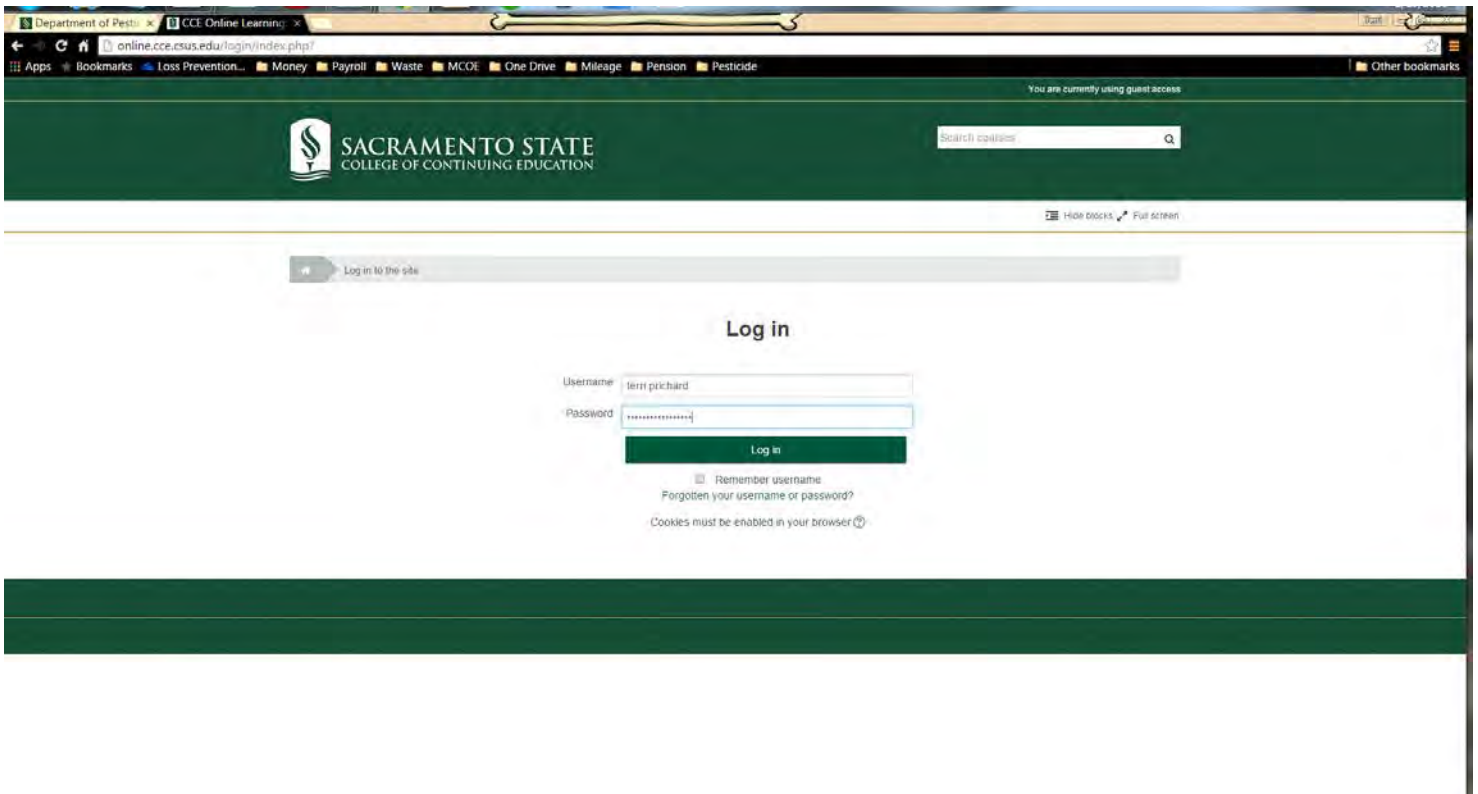 Department of Pesti
CCE Online Learning
online.cce.csus.edu/login/index.php?
Apps Bookmarks Loss Prevention... Money Payroll Waste MCOE One Drive Mileage Pension Pesticide Other bookmarks
You are currently using guest access
SACRAMENTO STATE
COLLEGE OF CONTINUING EDUCATION
Search courses
Hide blocks Full screen
Log in to the site
Log in
Username
prichard
Password
Log in
Remember username
Forgotten your username or password?
Cookies must be enabled in your browser